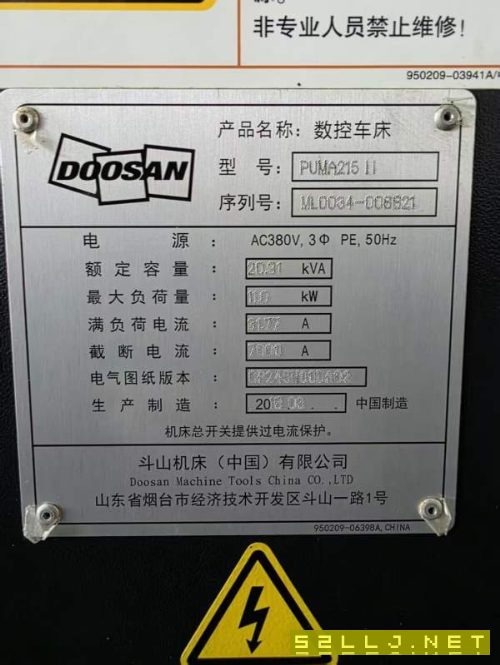 非专业人员禁止维修!
950209-03941A/
DOOSAN
产品名称: 数控车床
型 号: PUMA215 II
序列号: ML0034-008821
电 源: AC380V, 3Φ PE, 50Hz
额定容量: 20.91 kVA
最大负荷量: kW
满负荷电流: A
截断电流: A
电气图纸版本:
生产制造: 中国制造
机床总开关提供过电流保护。
斗山机床(中国)有限公司
Doosan Machine Tools China CO.,LTD
山东省烟台市经济技术开发区斗山一路1号
950209-06398A, CHINA
52LLJ.NET